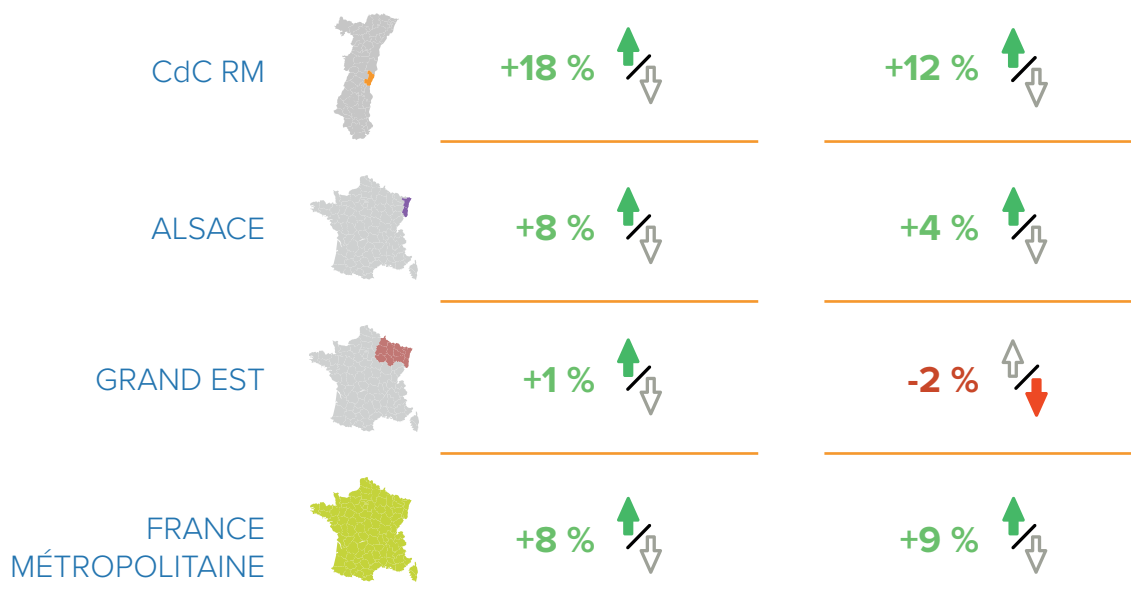 CdC RM
+18 %
+12 %
ALSACE
+8 %
+4 %
GRAND EST
+1 %
-2 %
FRANCE
MÉTROPOLITAINE
+8 %
+9 %